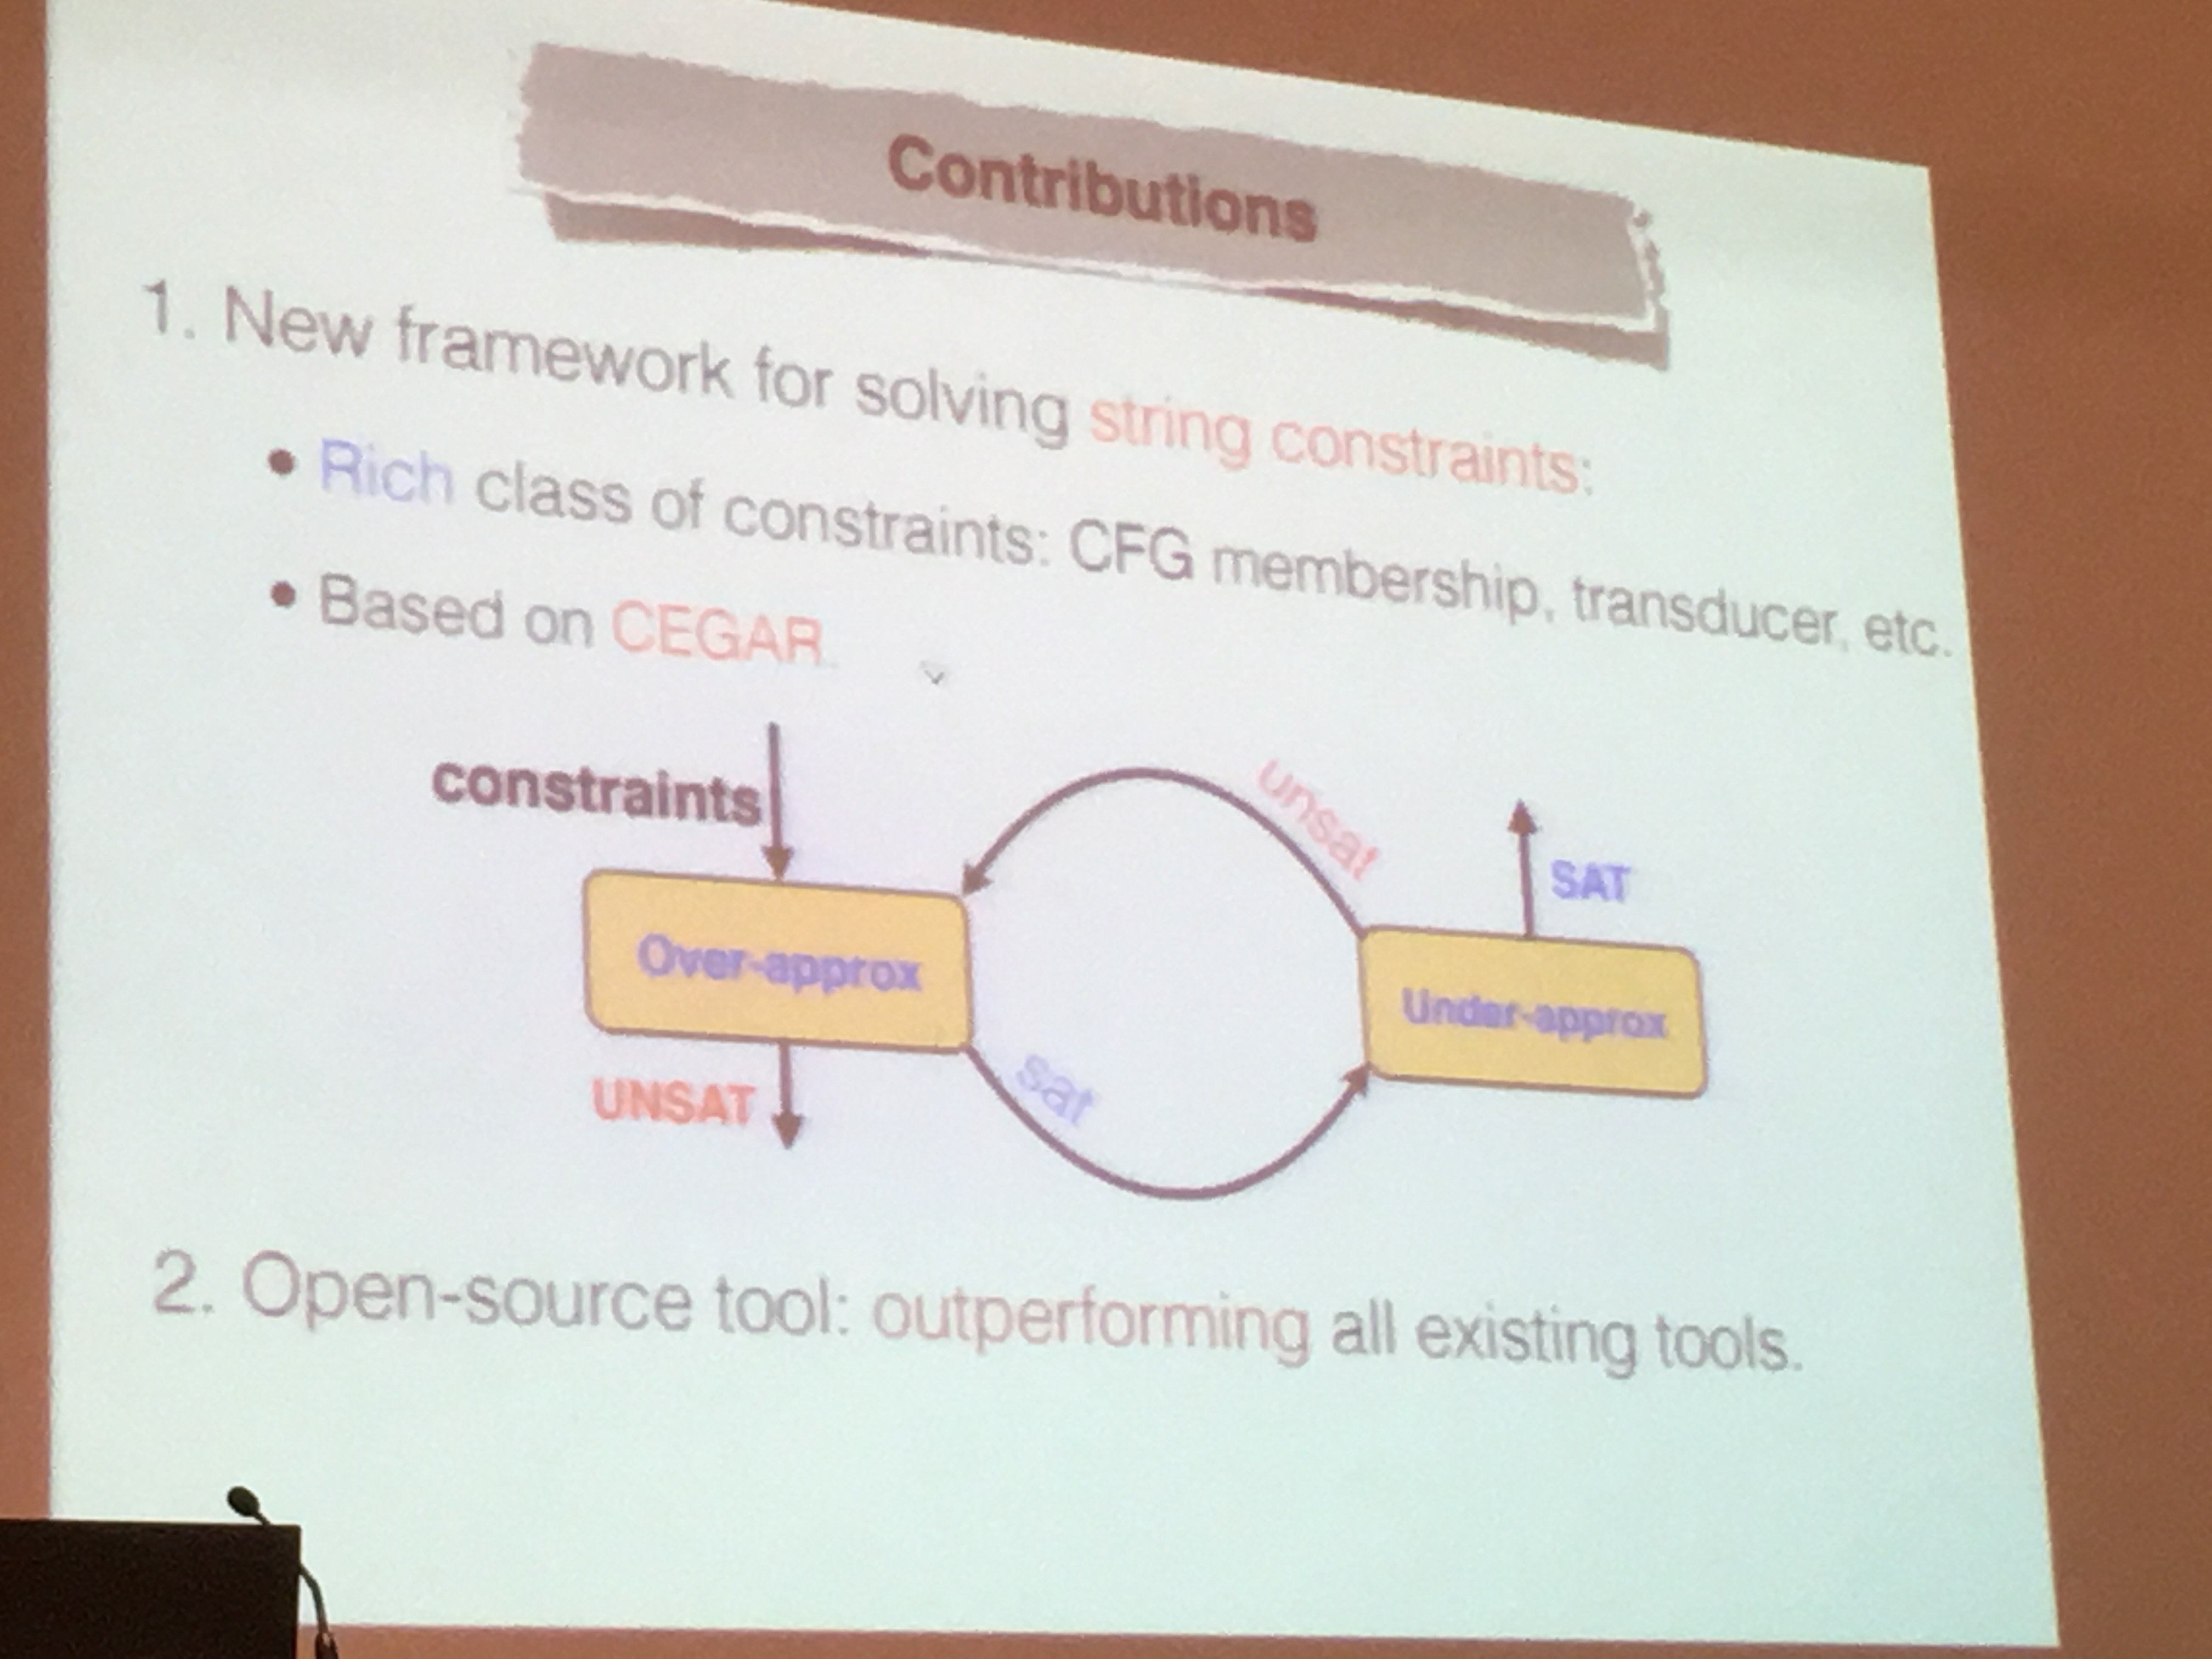 Contributions
1. New framework for solving string constraints:
• Rich class of constraints: CFG membership, transducer, etc.
• Based on CEGAR
constraints
unsat
SAT
Over-approx
Under-approx
UNSAT
sat
2. Open-source tool: outperforming all existing tools.